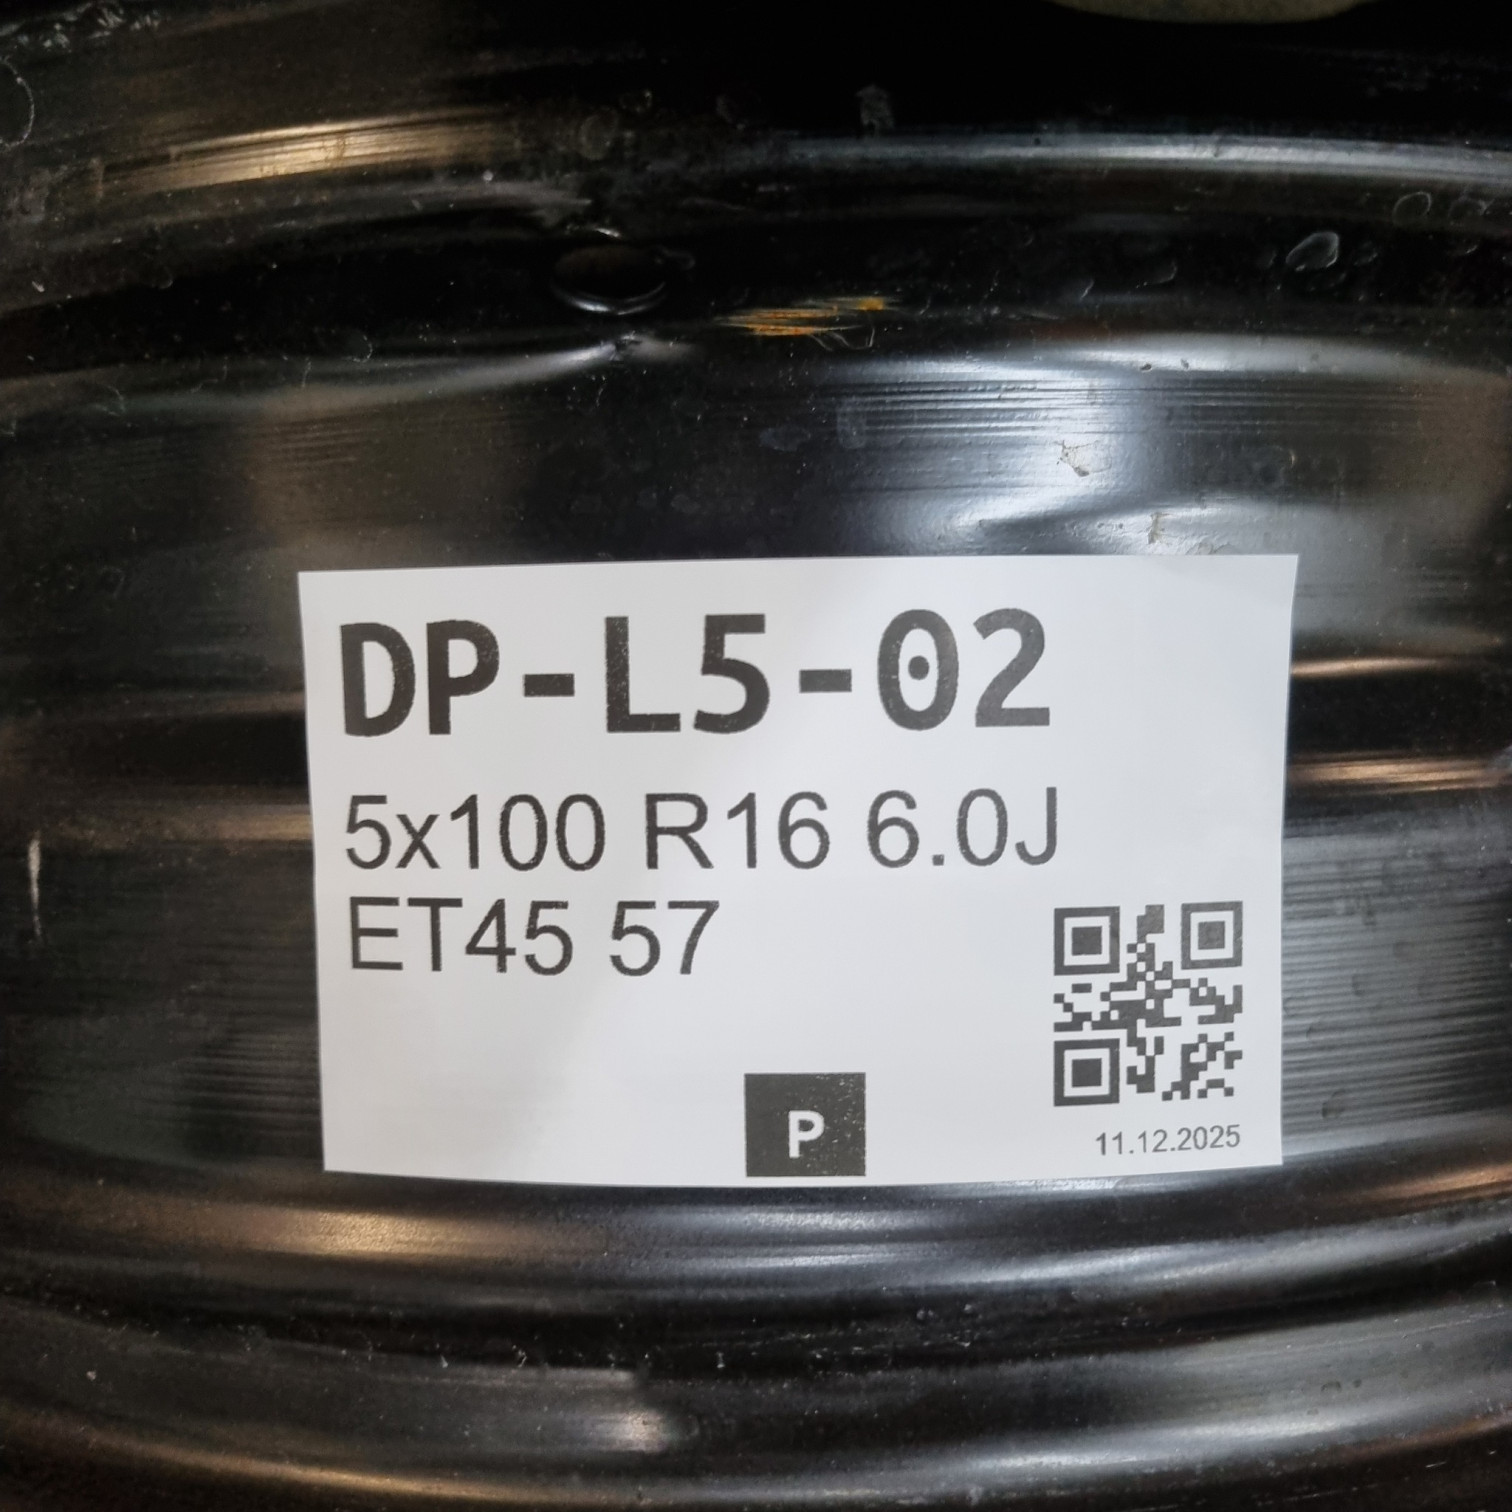 DP-L5-02
5x100 R16 6.0J
ET45 57
P
11.12.2025